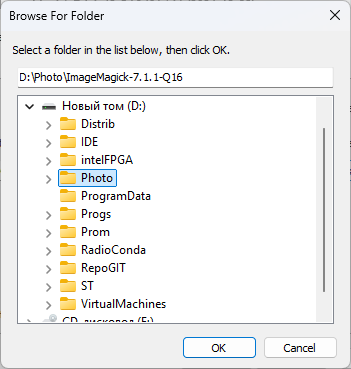 Browse For Folder
Select a folder in the list below, then click OK.
D:\Photo\ImageMagick-7.1.1-Q16
Новый том (D:)
Distrib
IDE
intelFPGA
Photo
ProgramData
Progs
Prom
RadioConda
RepoGIT
ST
VirtualMachines
CD-дисковод (F:)
OK
Cancel